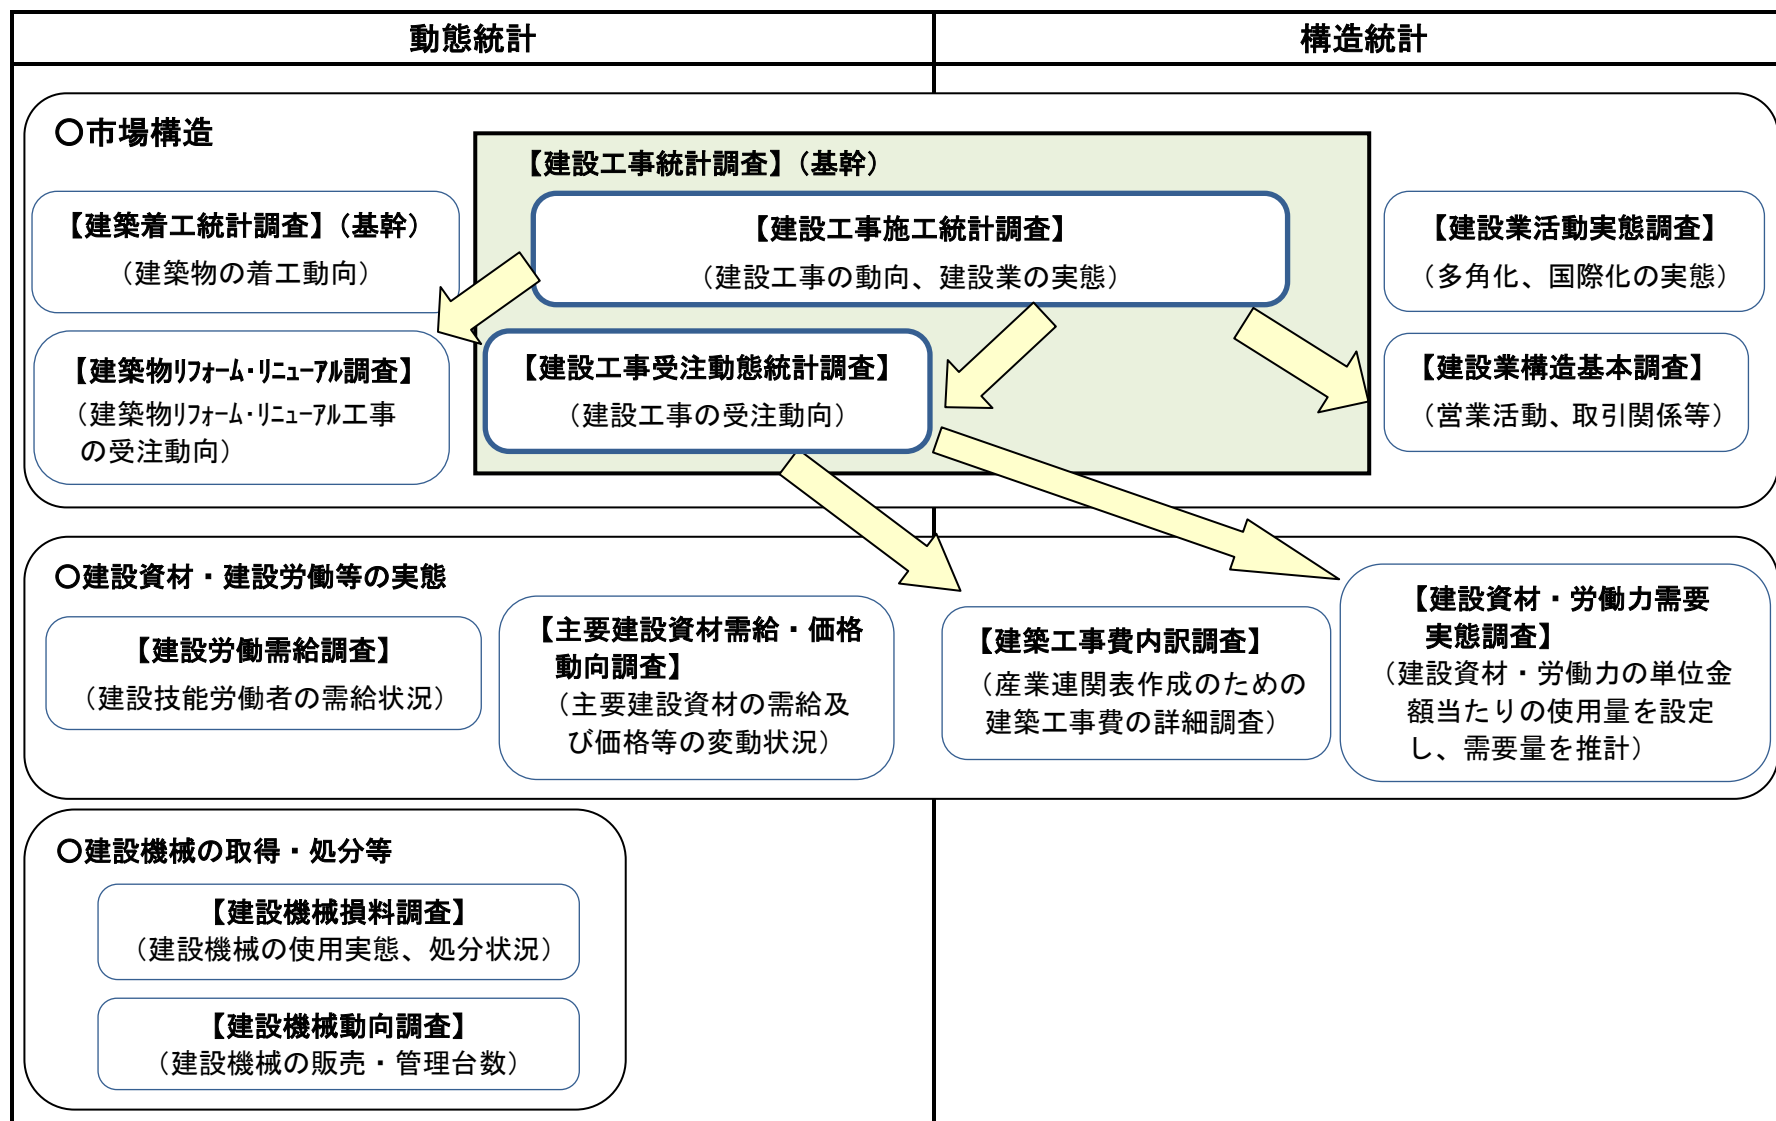 動態統計
構造統計
〇市場構造
【建設工事統計調査】（基幹）
【建築着工統計調査】（基幹）
（建築物の着工動向）
【建設工事施工統計調査】
（建設工事の動向、建設業の実態）
【建設業活動実態調査】
（多角化、国際化の実態）
【建築物ﾘﾌｫｰﾑ・ﾘﾆｭｰｱﾙ調査】
（建築物ﾘﾌｫｰﾑ・ﾘﾆｭｰｱﾙ工事
の受注動向）
【建設工事受注動態統計調査】
（建設工事の受注動向）
【建設業構造基本調査】
（営業活動、取引関係等）
〇建設資材・建設労働等の実態
【建設労働需給調査】
（建設技能労働者の需給状況）
【主要建設資材需給・価格
動向調査】
（主要建設資材の需給及
び価格等の変動状況）
【建築工事費内訳調査】
（産業連関表作成のための
建築工事費の詳細調査）
【建設資材・労働力需要
実態調査】
（建設資材・労働力の単位金
額当たりの使用量を設定
し、需要量を推計）
〇建設機械の取得・処分等
【建設機械損料調査】
（建設機械の使用実態、処分状況）
【建設機械動向調査】
（建設機械の販売・管理台数）